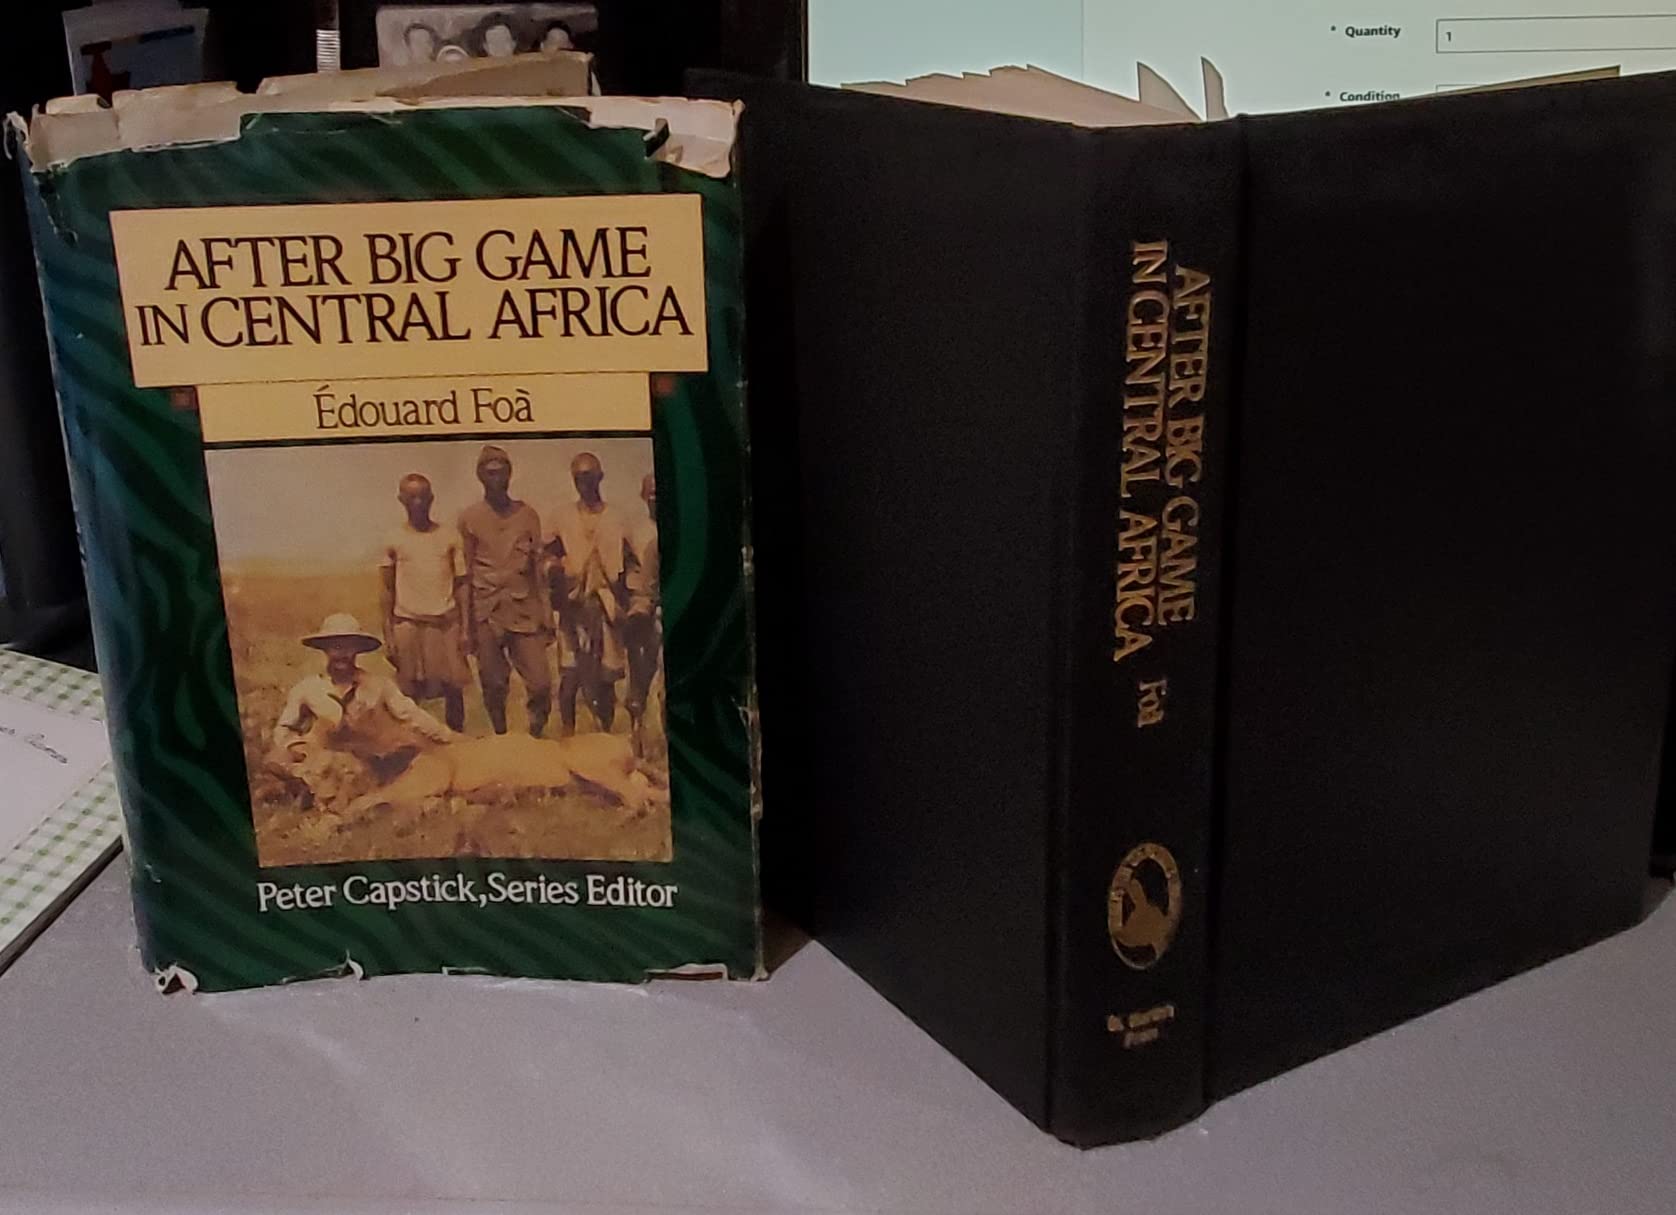 AFTER BIG GAME
IN CENTRAL AFRICA
Édouard Foà
Peter Capstick, Series Editor
AFTER BIG GAME
IN CENTRAL AFRICA
Foà
* Quantity
1
* Condition